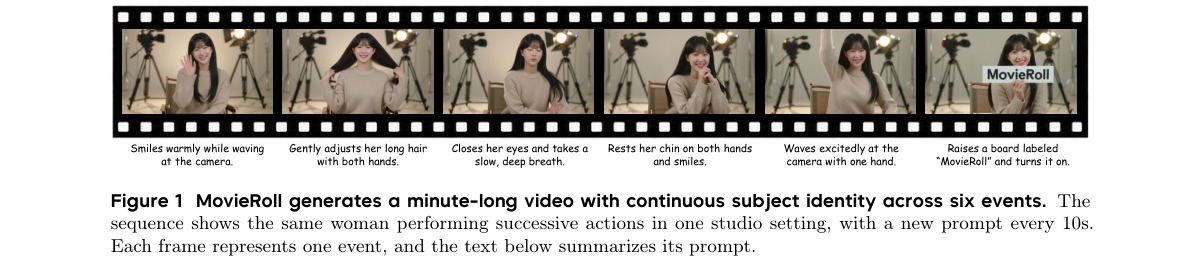 MovieRoll
Smiles warmly while waving
at the camera.
Gently adjusts her long hair
with both hands.
Closes her eyes and takes a
slow, deep breath.
Rests her chin on both hands
and smiles.
Waves excitedly at the
camera with one hand.
Raises a board labeled
“MovieRoll” and turns it on.
Figure 1 MovieRoll generates a minute-long video with continuous subject identity across six events. The
sequence shows the same woman performing successive actions in one studio setting, with a new prompt every 10s.
Each frame represents one event, and the text below summarizes its prompt.